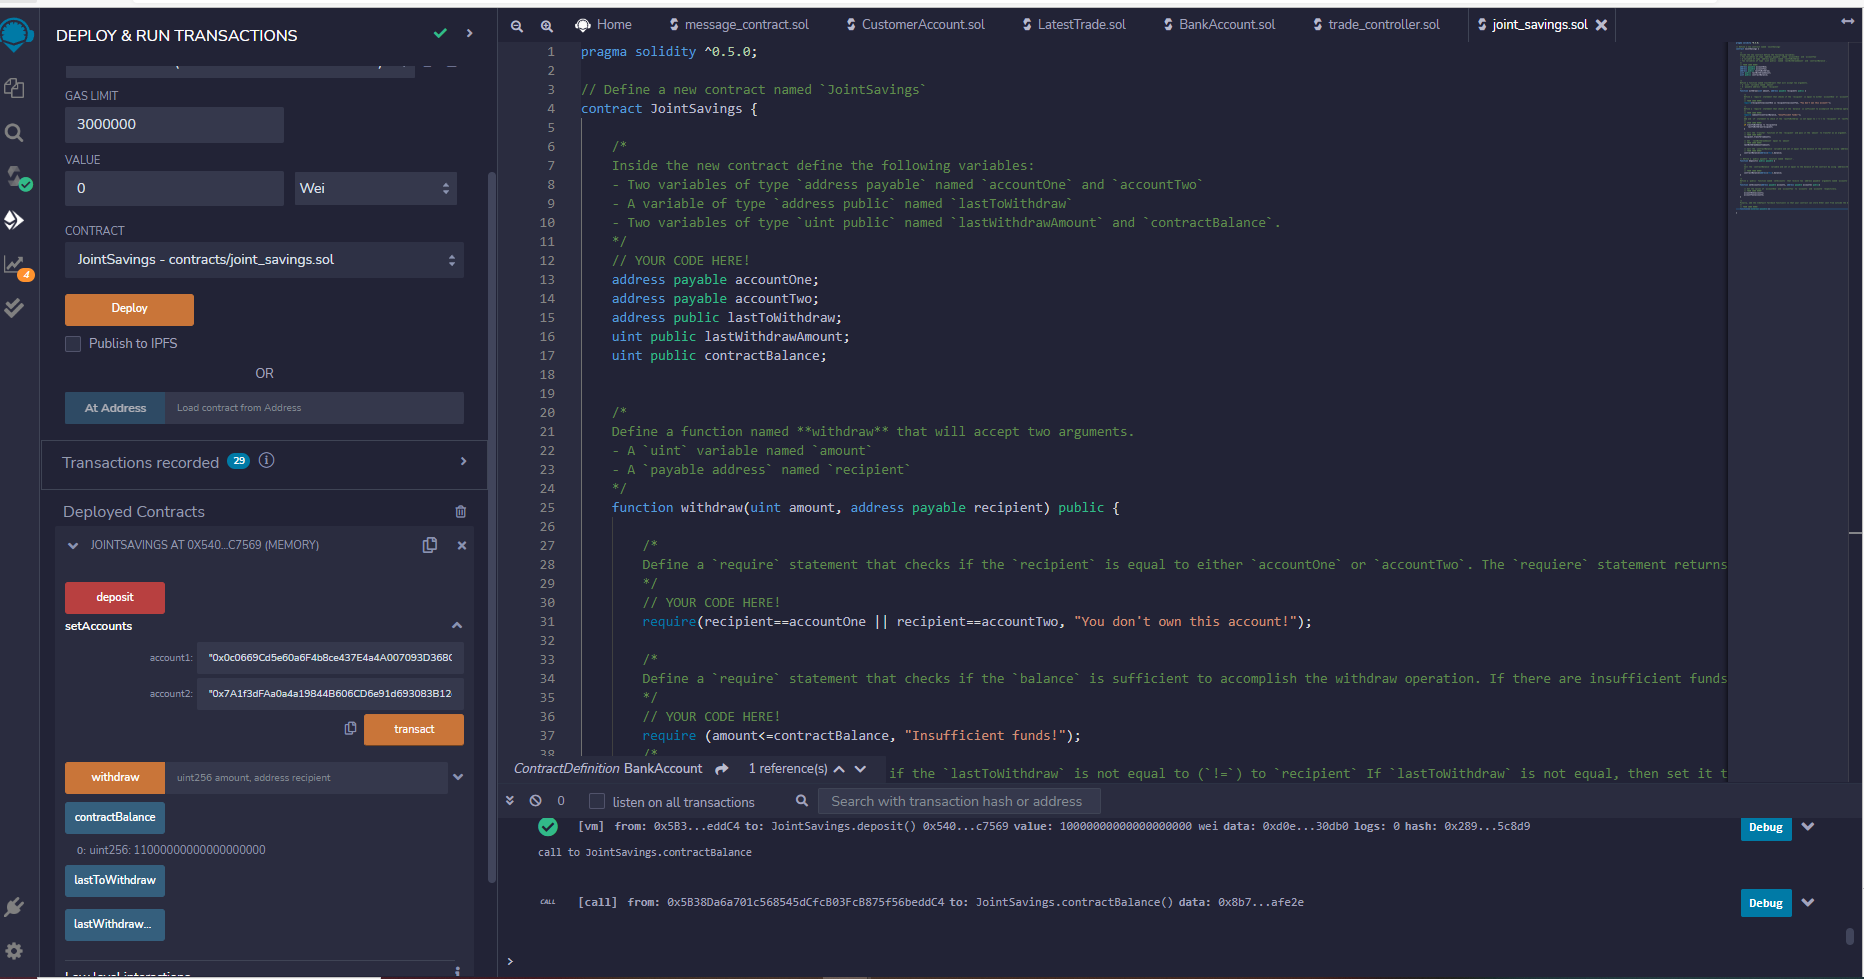 DEPLOY & RUN TRANSACTIONS
GAS LIMIT
3000000
VALUE
0
Wei
CONTRACT
JointSavings - contracts/joint_savings.sol
Deploy
Publish to IPFS
OR
At Address
Load contract from Address
Transactions recorded 29
Deployed Contracts
JOINTSAVINGS AT 0X540...C7569 (MEMORY)
deposit
setAccounts
account1: "0x0c0669Cd5e60a6F4b8ce437E4a4A007093D368
account2: "0x7A1f3dFAa0a4a19844B606CD6e91d693083B12
transact
withdraw
uint256 amount, address recipient
contractBalance
0: uint256: 11000000000000000000
lastToWithdraw
lastWithdraw...
Low level interactions
4
Home
message_contract.sol
CustomerAccount.sol
LatestTrade.sol
BankAccount.sol
trade_controller.sol
joint_savings.sol
1 pragma solidity ^0.5.0;
2
3 // Define a new contract named `JointSavings`
4 contract JointSavings {
5
6 /*
7 Inside the new contract define the following variables:
8 - Two variables of type `address payable` named `accountOne` and `accountTwo`
9 - A variable of type `address public` named `lastToWithdraw`
10 - Two variables of type `uint public` named `lastWithdrawAmount` and `contractBalance`.
11 */
12 // YOUR CODE HERE!
13 address payable accountOne;
14 address payable accountTwo;
15 address public lastToWithdraw;
16 uint public lastWithdrawAmount;
17 uint public contractBalance;
18
19
20 /*
21 Define a function named **withdraw** that will accept two arguments.
22 - A `uint` variable named `amount`
23 - A `payable address` named `recipient`
24 */
25 function withdraw(uint amount, address payable recipient) public {
26
27 /*
28 Define a `require` statement that checks if the `recipient` is equal to either `accountOne` or `accountTwo`. The `requiere` statement returns
29 */
30 // YOUR CODE HERE!
31 require(recipient==accountOne || recipient==accountTwo, "You don't own this account!");
32
33 /*
34 Define a `require` statement that checks if the `balance` is sufficient to accomplish the withdraw operation. If there are insufficient funds
35 */
36 // YOUR CODE HERE!
37 require (amount<=contractBalance, "Insufficient funds!");
38 /*
ContractDefinition BankAccount 1 reference(s)
if the `lastToWithdraw` is not equal to (`!=`) to `recipient` If `lastToWithdraw` is not equal, then set it t
0
listen on all transactions
Search with transaction hash or address
[vm] from: 0x5B3...eddC4 to: JointSavings.deposit() 0x540...c7569 value: 10000000000000000000 wei data: 0xd0e...30db0 logs: 0 hash: 0x289...5c8d9
Debug
call to JointSavings.contractBalance
CALL [call] from: 0x5B38Da6a701c568545dCfcB03FcB875f56beddC4 to: JointSavings.contractBalance() data: 0x8b7...afe2e
Debug
>